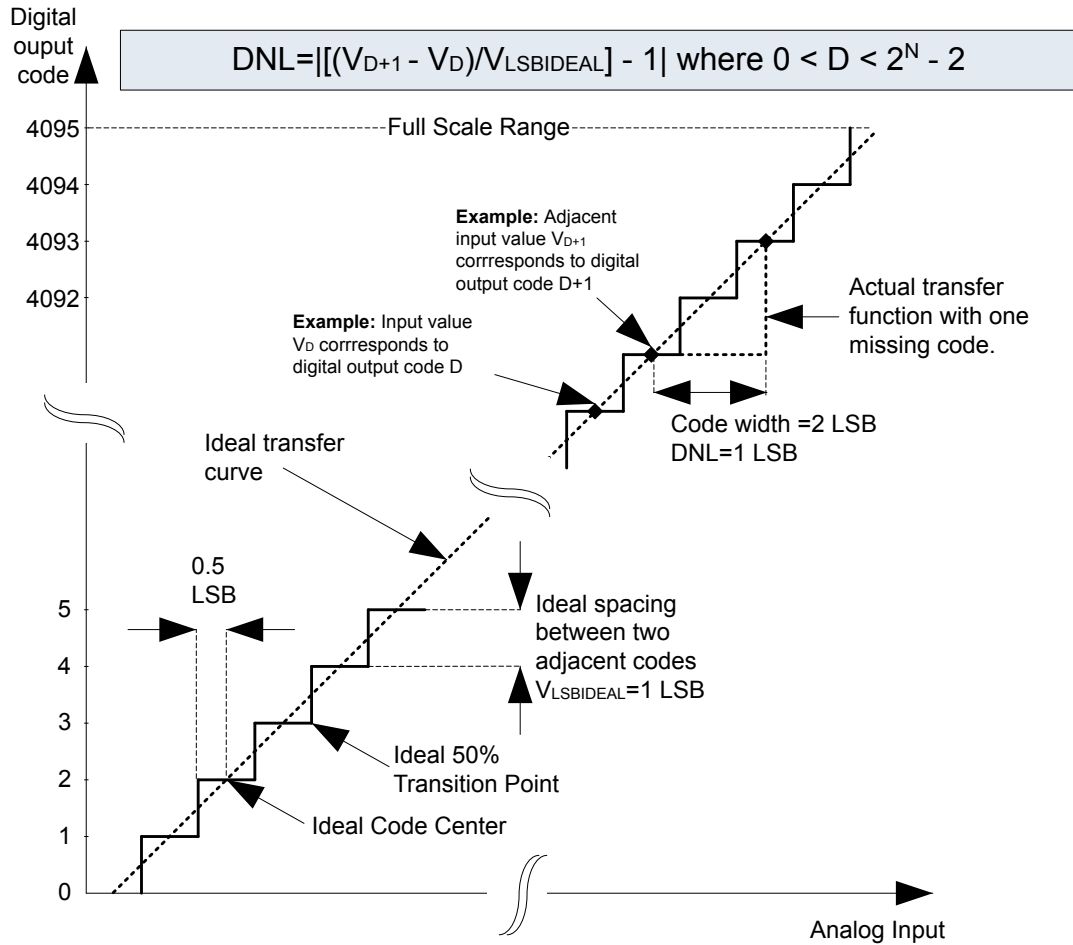 Digital
ouput
code
DNL=|[(VD+1 - VD)/VLSBIDEAL] - 1| where 0 < D < 2^N - 2
4095
Full Scale Range
4094
4093
4092
Example: Adjacent
input value VD+1
corrresponds to digital
output code D+1
Example: Input value
VD corrresponds to
digital output code D
Actual transfer
function with one
missing code.
Code width =2 LSB
DNL=1 LSB
Ideal transfer
curve
0.5
LSB
5
4
3
2
1
0
Ideal spacing
between two
adjacent codes
VLSBIDEAL=1 LSB
Ideal 50%
Transition Point
Ideal Code Center
Analog Input